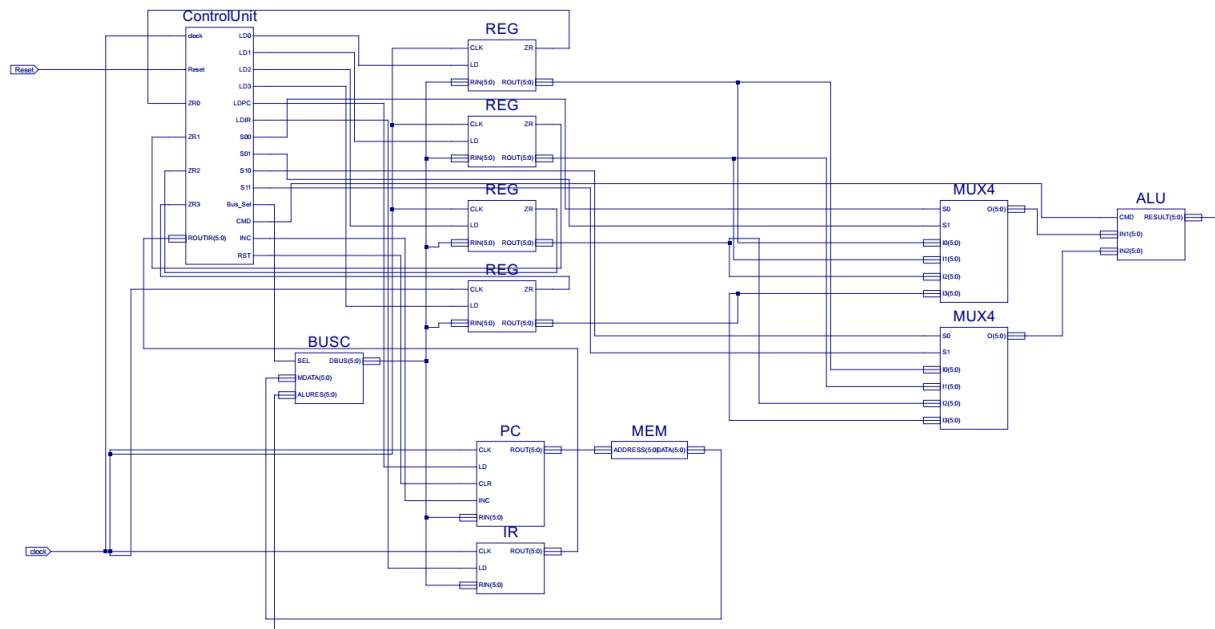 ControlUnit
clock
Reset
ZR0
ZR1
ZR2
ZR3
ROUTIR(5:0)
LD0
LD1
LD2
LD3
LDPC
LDIR
S00
S01
S10
S11
Bus_Sel
CMD
INC
RST
Reset
REG
CLK
ZR
LD
RIN(5:0)
ROUT(5:0)
REG
CLK
ZR
LD
RIN(5:0)
ROUT(5:0)
REG
CLK
ZR
LD
RIN(5:0)
ROUT(5:0)
REG
CLK
ZR
LD
RIN(5:0)
ROUT(5:0)
MUX4
S0
O(5:0)
S1
I0(5:0)
I1(5:0)
I2(5:0)
I3(5:0)
ALU
CMD
RESULT(5:0)
IN1(5:0)
IN2(5:0)
MUX4
S0
O(5:0)
S1
I0(5:0)
I1(5:0)
I2(5:0)
I3(5:0)
BUSC
SEL
DBUS(5:0)
MDATA(5:0)
ALURES(5:0)
PC
CLK
ROUT(5:0)
LD
CLR
INC
RIN(5:0)
MEM
ADDRESS(5:0)
DATA(5:0)
clock
IR
CLK
ROUT(5:0)
LD
RIN(5:0)